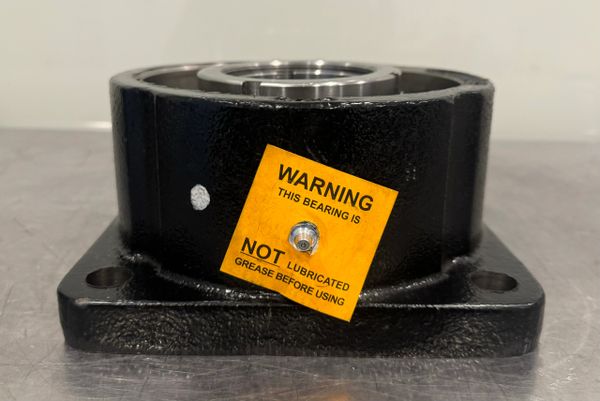 WARNING
THIS BEARING IS
NOT LUBRICATED
GREASE BEFORE USING